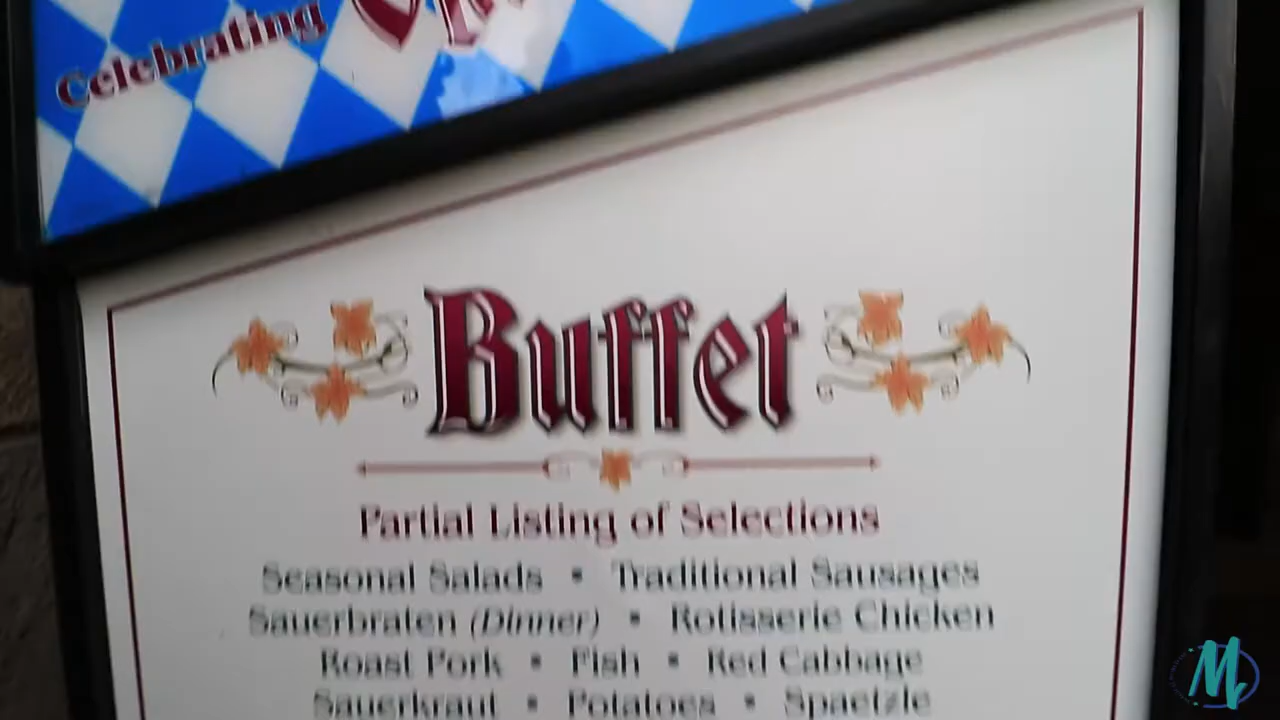 Celebrating
Buffet
Partial Listing of Selections
Seasonal Salads • Traditional Sausages
Sauerbraten (Dinner) • Rotisserie Chicken
Roast Pork • Fish • Red Cabbage
Sauerkraut • Potatoes • Spaetzle
M